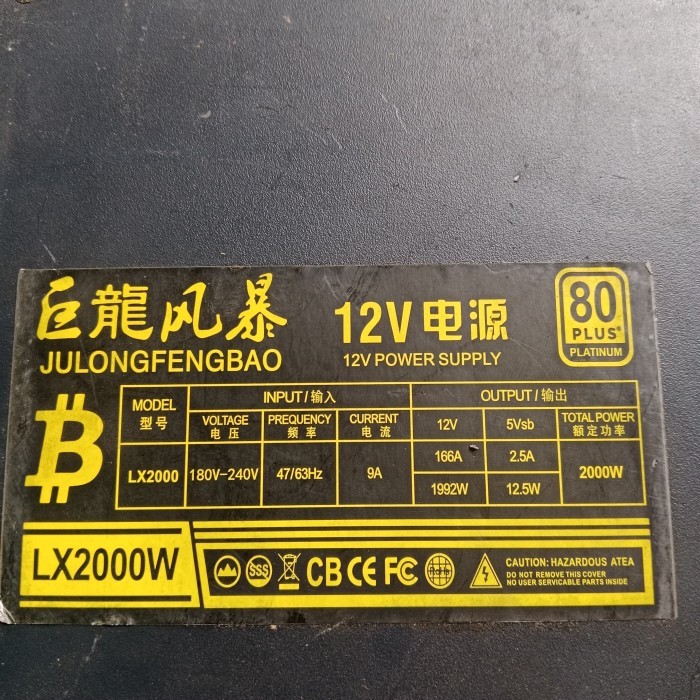 巨龍风暴
JULONGFENGBAO
12V电源
12V POWER SUPPLY
80
PLUS
PLATINUM
MODEL
型号
INPUT/输入
OUTPUT/输出
VOLTAGE
电压
PREQUENCY
频率
CURRENT
电流
12V
5Vsb
TOTAL POWER
额定功率
LX2000
180V-240V
47/63Hz
9A
166A
2.5A
2000W
1992W
12.5W
LX2000W
SSS
CB CE FC
CAUTION: HAZARDOUS ATEA
DO NOT REMOVE THIS COVER
NO USER SERVICABLE PARTS INSIDE